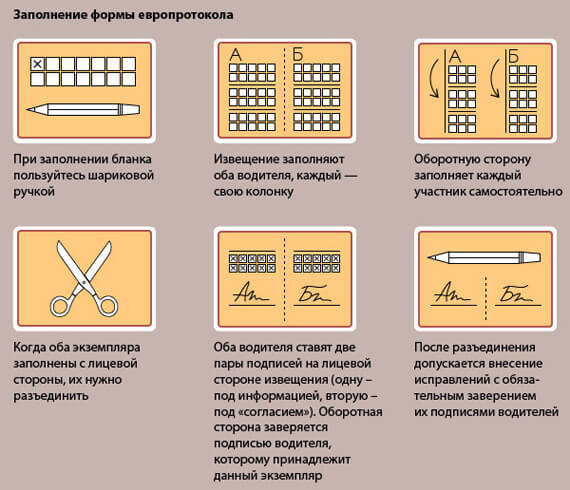 Заполнение формы европротокола
А Б
А Б
При заполнении бланка
пользуйтесь шариковой
ручкой
Извещение заполняют
оба водителя, каждый —
свою колонку
Оборотную сторону
заполняет каждый
участник самостоятельно
Когда оба экземпляра
заполнены с лицевой
стороны, их нужно
разъединить
Оба водителя ставят две
пары подписей на лицевой
стороне извещения (одну –
под информацией, вторую –
под «согласием»). Оборотная
сторона заверяется
подписью водителя,
которому принадлежит
данный экземпляр
После разъединения
допускается внесение
исправлений с обяза-
тельным заверением
их подписями водителей